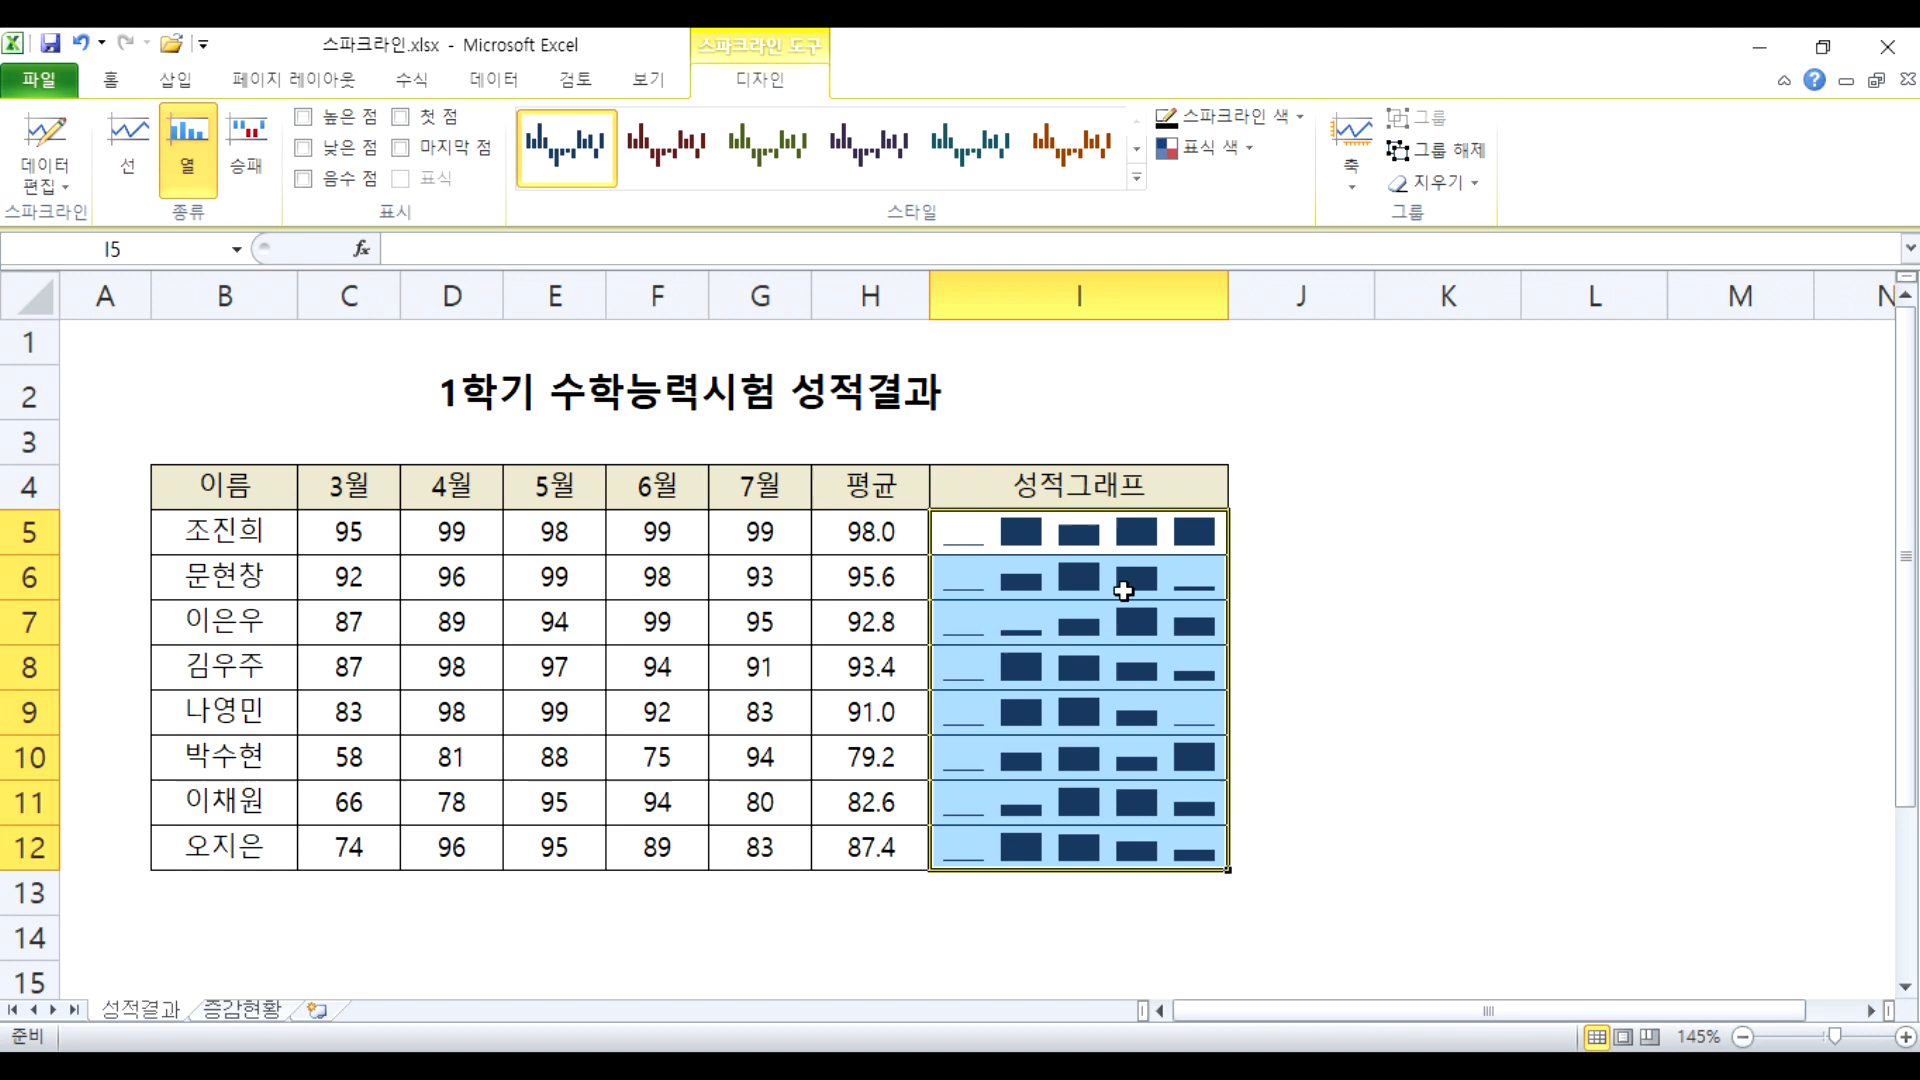 스파크라인.xlsx - Microsoft Excel
스파크라인 도구
파일 홈 삽입 페이지 레이아웃 수식 데이터 검토 보기 디자인
데이터 편집
선
열
승패
높은 점
첫 점
낮은 점
마지막 점
음수 점
표식
스파크라인 색
표식 색
축
그룹
그룹 해제
지우기
스파크라인 종류 표시 스타일 그룹
I5 fx
A B C D E F G H I J K L M N
1
2 1학기 수학능력시험 성적결과
3
4 이름 3월 4월 5월 6월 7월 평균 성적그래프
5 조진희 95 99 98 99 99 98.0
6 문현창 92 96 99 98 93 95.6
7 이은우 87 89 94 99 95 92.8
8 김우주 87 98 97 94 91 93.4
9 나영민 83 98 99 92 83 91.0
10 박수현 58 81 88 75 94 79.2
11 이채원 66 78 95 94 80 82.6
12 오지은 74 96 95 89 83 87.4
13
14
15
성적결과 증감현황
준비 145%